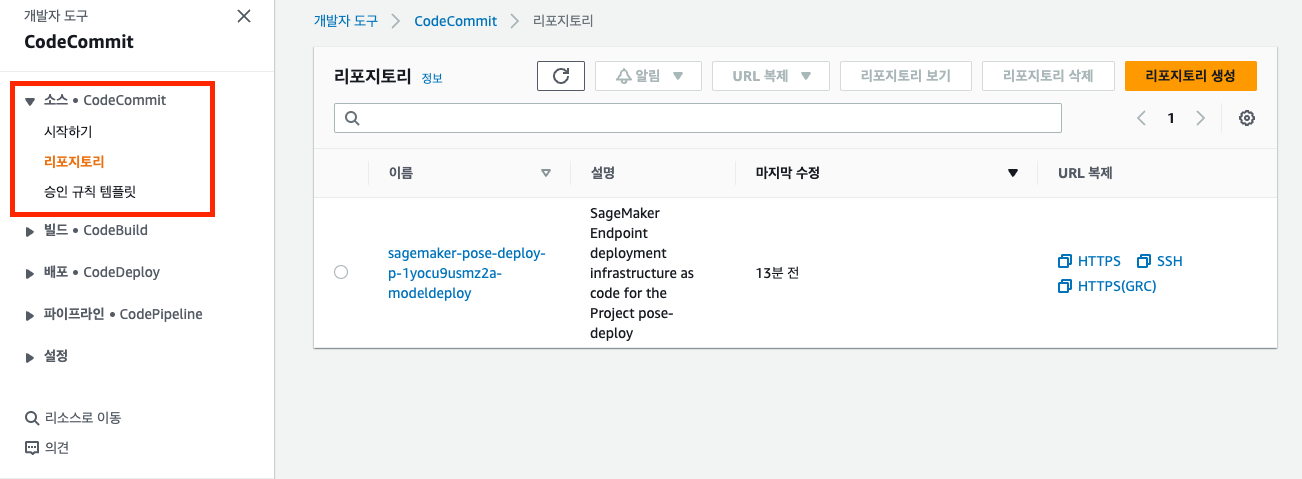 개발자 도구
CodeCommit
소스 • CodeCommit
시작하기
리포지토리
승인 규칙 템플릿
빌드 • CodeBuild
배포 • CodeDeploy
파이프라인 • CodePipeline
설정
리소스로 이동
의견
개발자 도구 > CodeCommit > 리포지토리
리포지토리 정보
알림 URL 복제 리포지토리 보기 리포지토리 삭제 리포지토리 생성
1
이름 설명 마지막 수정 URL 복제
sagemaker-pose-deploy-
p-1yocu9usmz2a-
modeldeploy
SageMaker
Endpoint
deployment
infrastructure as
code for the
Project pose-
deploy
13분 전
HTTPS SSH
HTTPS(GRC)